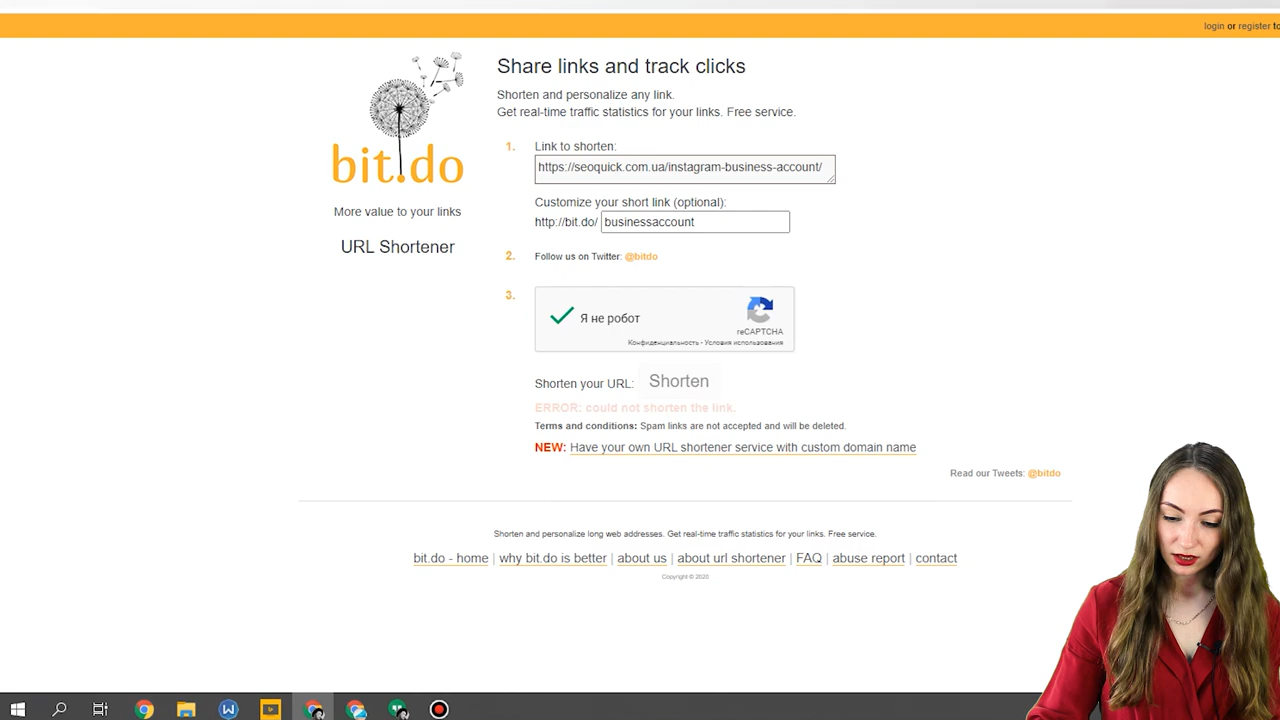 login or register to
Share links and track clicks
Shorten and personalize any link.
Get real-time traffic statistics for your links. Free service.
bit.do
More value to your links
URL Shortener
1. Link to shorten:
https://seoquick.com.ua/instagram-business-account/
Customize your short link (optional):
http://bit.do/ businessaccount
2. Follow us on Twitter: @bitdo
3.
Я не робот
reCAPTCHA
Конфиденциальность - Условия использования
Shorten your URL: Shorten
ERROR: could not shorten the link.
Terms and conditions: Spam links are not accepted and will be deleted.
NEW: Have your own URL shortener service with custom domain name
Read our Tweets: @bitdo
Shorten and personalize long web addresses. Get real-time traffic statistics for your links. Free service.
bit.do - home | why bit.do is better | about us | about url shortener | FAQ | abuse report | contact
Copyright © 2020